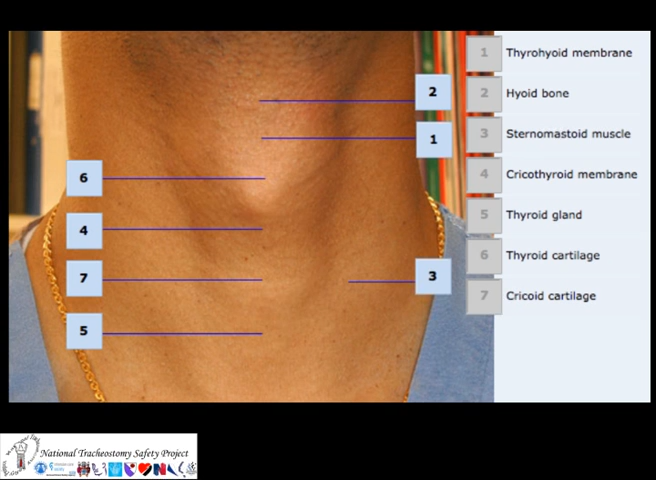 2
1
6
4
7
3
5
1 Thyrohyoid membrane
2 Hyoid bone
3 Sternomastoid muscle
4 Cricothyroid membrane
5 Thyroid gland
6 Thyroid cartilage
7 Cricoid cartilage
National Tracheostomy Safety Project